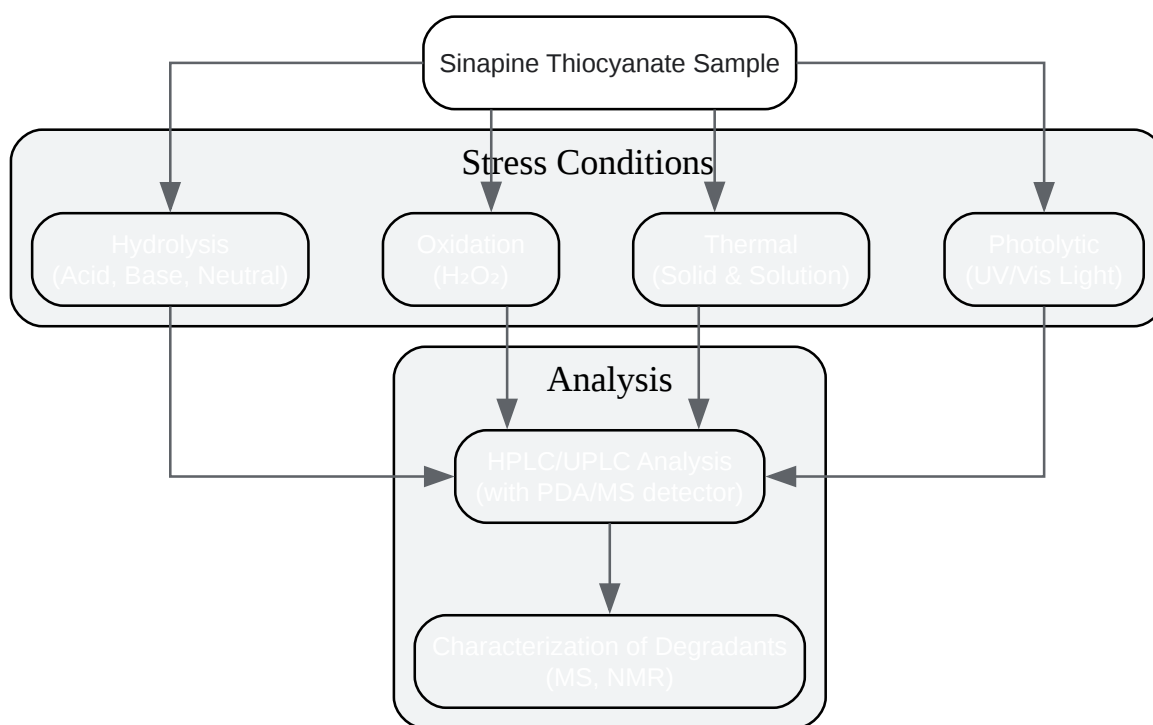 Sinapine Thiocyanate Sample
Stress Conditions
Hydrolysis
(Acid, Base, Neutral)
Oxidation
(H₂O₂)
Thermal
(Solid & Solution)
Photolytic
(UV/Vis Light)
Analysis
HPLC/UPLC Analysis
(with PDA/MS detector)
Characterization of Degradants
(MS, NMR)